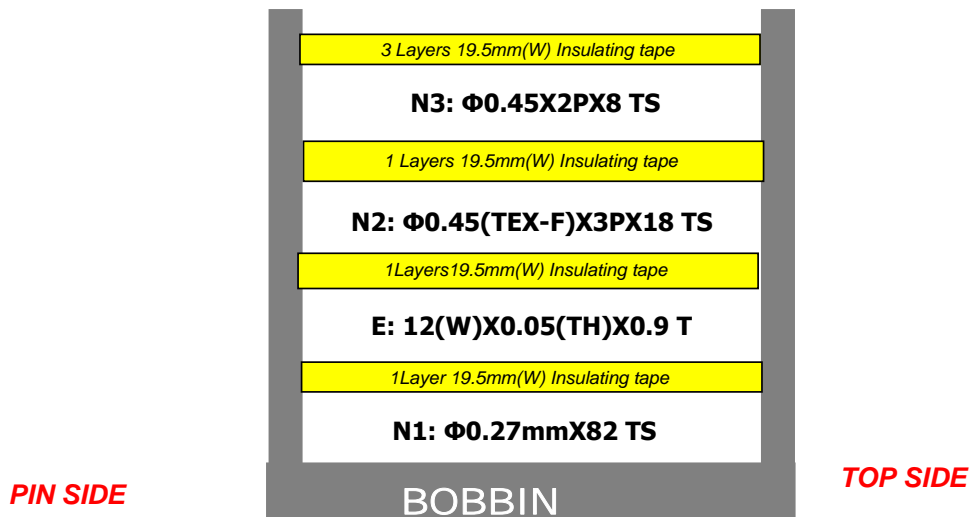 3 Layers 19.5mm(W) Insulating tape
N3: Φ0.45X2PX8 TS
1 Layers 19.5mm(W) Insulating tape
N2: Φ0.45(TEX-F)X3PX18 TS
1Layers19.5mm(W) Insulating tape
E: 12(W)X0.05(TH)X0.9 T
1Layer 19.5mm(W) Insulating tape
N1: Φ0.27mmX82 TS
PIN SIDE
BOBBIN
TOP SIDE